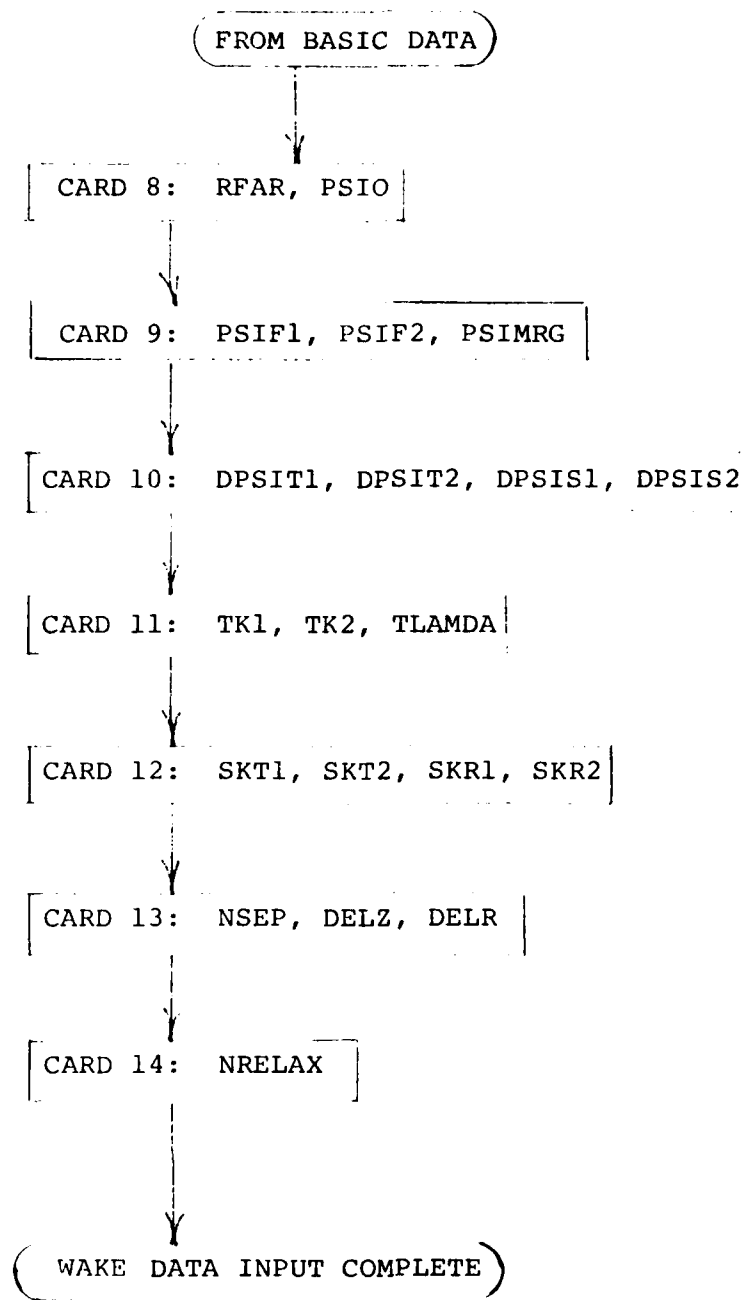 FROM BASIC DATA
CARD 8: RFAR, PSIO
CARD 9: PSIF1, PSIF2, PSIMRG
CARD 10: DPSIT1, DPSIT2, DPSIS1, DPSIS2
CARD 11: TK1, TK2, TLAMDA
CARD 12: SKT1, SKT2, SKR1, SKR2
CARD 13: NSEP, DELZ, DELR
CARD 14: NRELAX
WAKE DATA INPUT COMPLETE